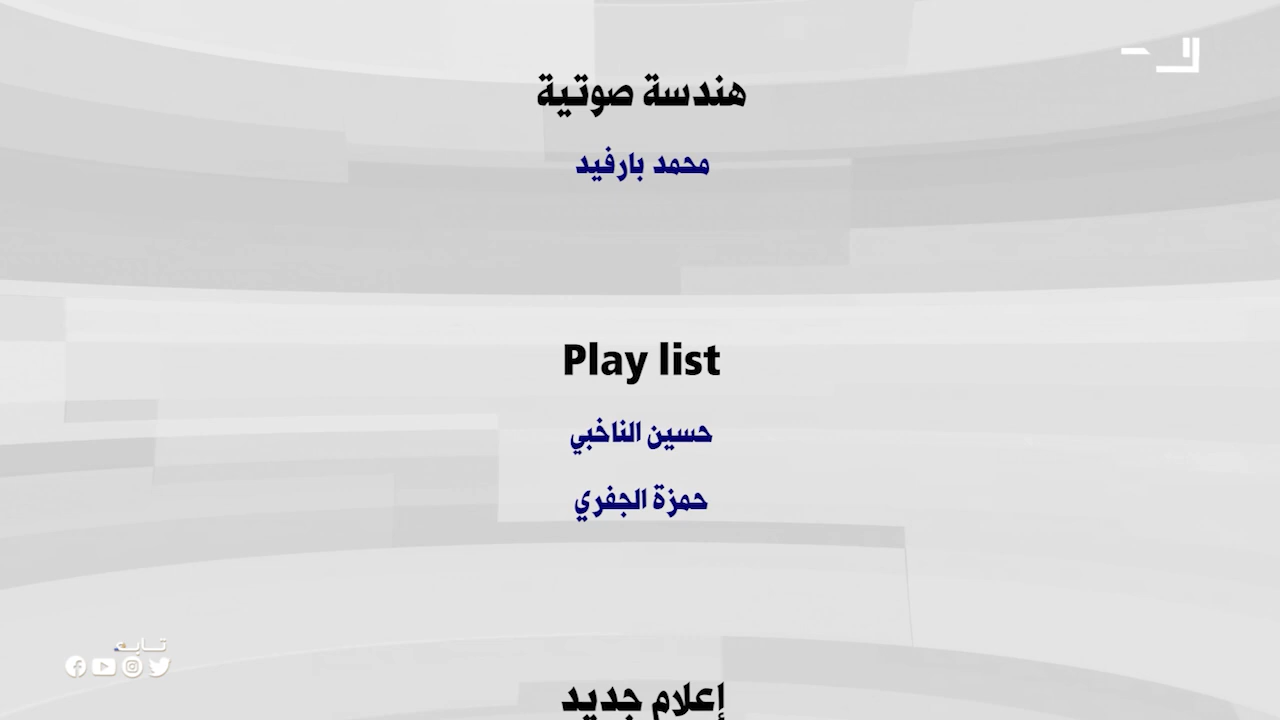 هندسة صوتية
محمد بارفيد
Play list
حسين الناخبي
حمزة الجفري
إعلام جديد